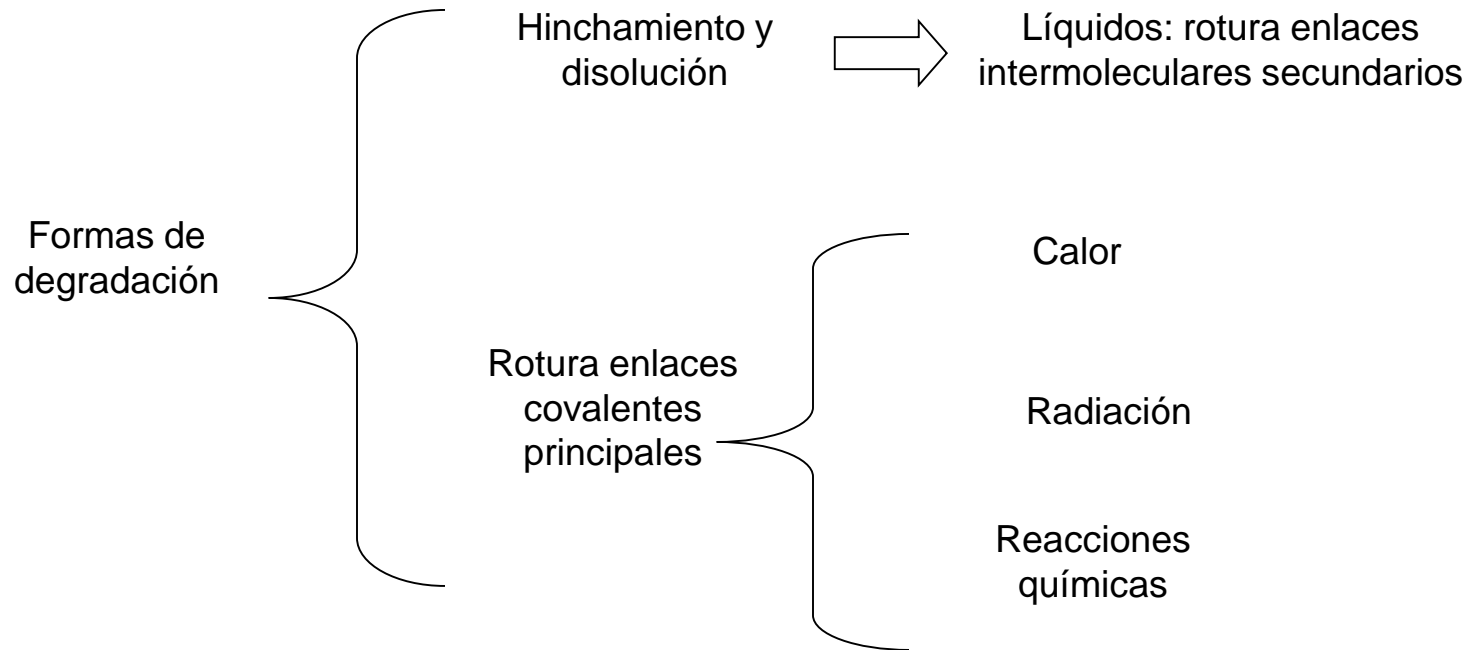 Hinchamiento y
disolución
Líquidos: rotura enlaces
intermoleculares secundarios
Formas de
degradación
Rotura enlaces
covalentes
principales
Calor
Radiación
Reacciones
químicas